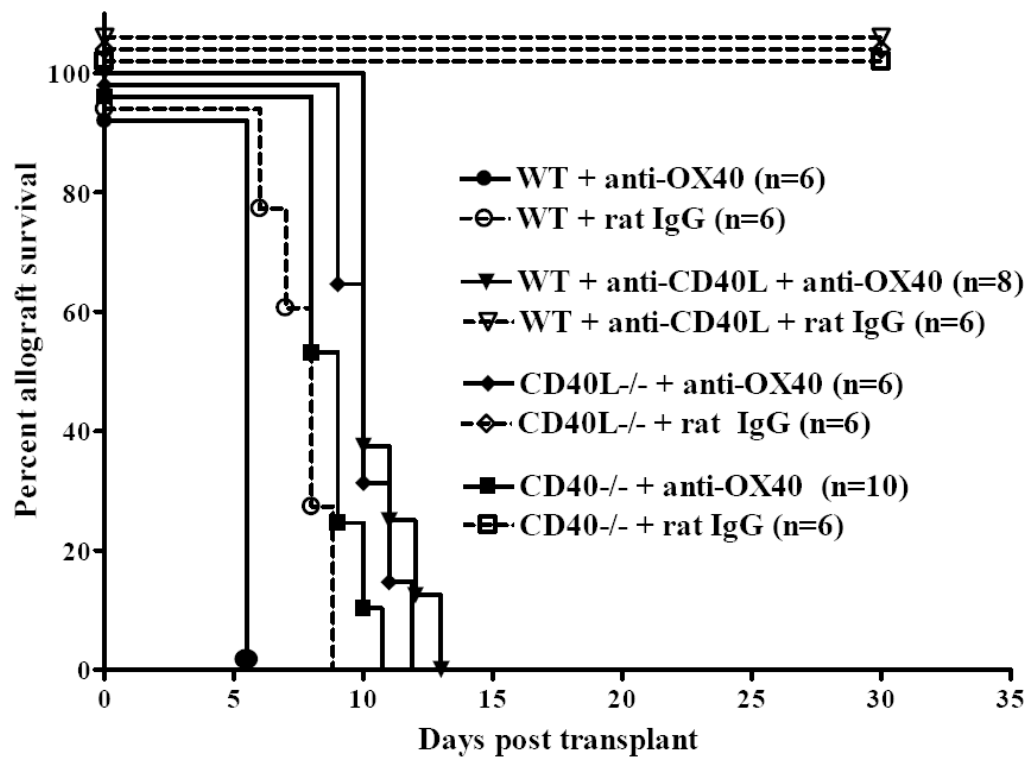 Percent allograft survival
100
80
60
40
20
0
WT + anti-OX40 (n=6)
WT + rat IgG (n=6)
WT + anti-CD40L + anti-OX40 (n=8)
WT + anti-CD40L + rat IgG (n=6)
CD40L-/- + anti-OX40 (n=6)
CD40L-/- + rat IgG (n=6)
CD40-/- + anti-OX40 (n=10)
CD40-/- + rat IgG (n=6)
0 5 10 15 20 25 30 35
Days post transplant